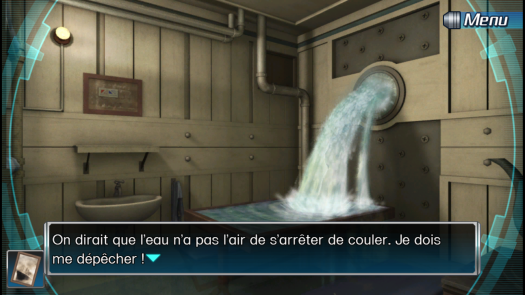 Menu
On dirait que l'eau n'a pas l'air de s'arrêter de couler. Je dois
me dépêcher !